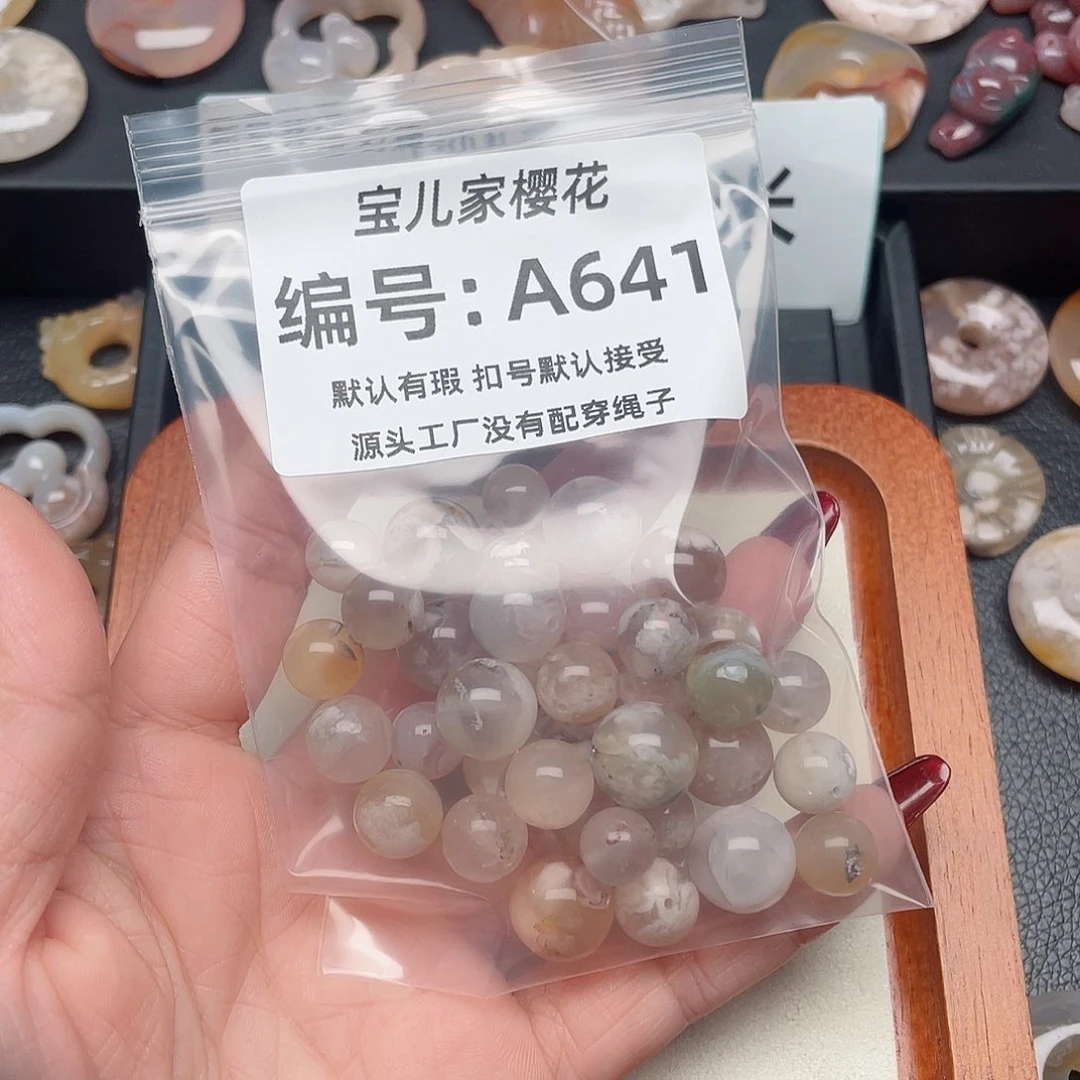 宝儿家樱花
编号：A641
默认有瑕 扣号默认接受
源头工厂没有配穿绳子
米